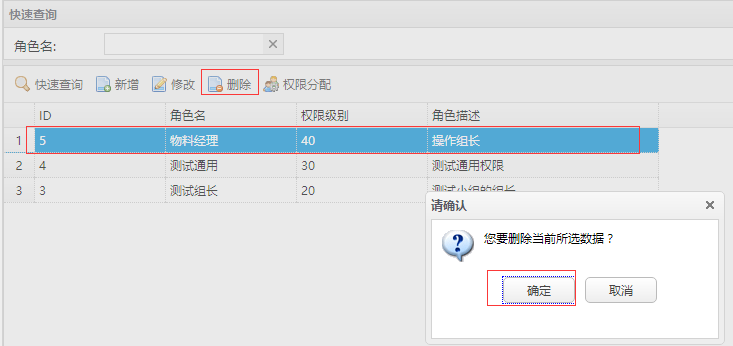 快速查询
角色名:
快速查询 新增 修改 删除 权限分配
ID 角色名 权限级别 角色描述
1 5 物料经理 40 操作组长
2 4 测试通用 30 测试通用权限
3 3 测试组长 20 测试小组的组长
请确认
您要删除当前所选数据？
确定 取消